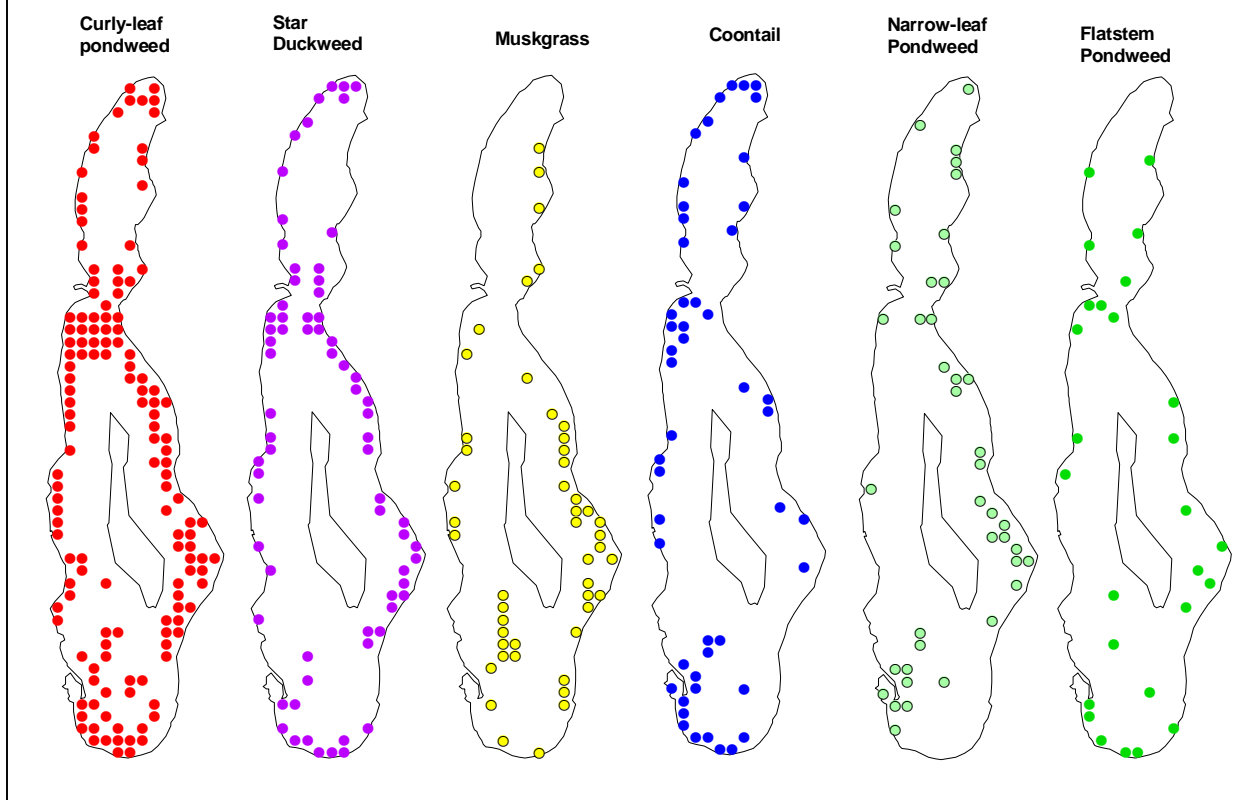 Curly-leaf
pondweed
Star
Duckweed
Muskgrass
Coontail
Narrow-leaf
Pondweed
Flatstem
Pondweed